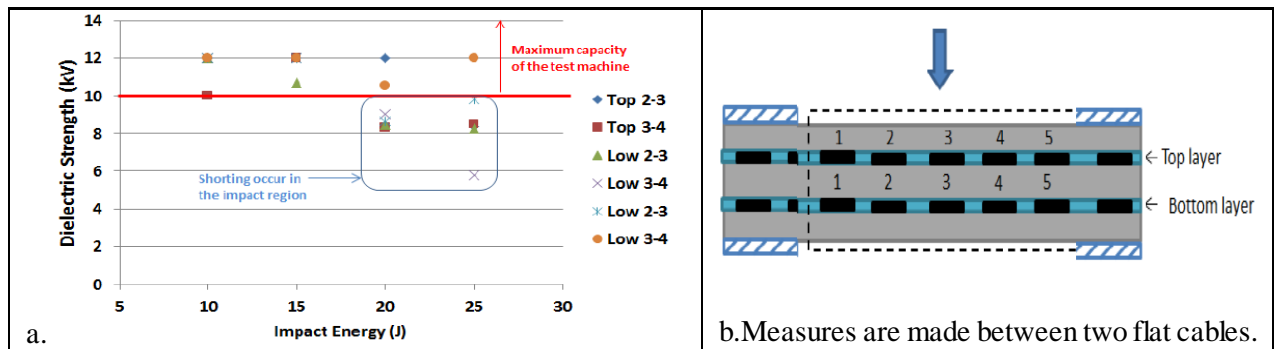 14
12
10
8
6
4
2
0
Dielectric Strength (kV)
5 10 15 20 25 30
Impact Energy (J)
Maximum capacity
of the test machine
Shorting occur in
the impact region
Top 2-3
Top 3-4
Low 2-3
Low 3-4
Low 2-3
Low 3-4
a.
1 2 3 4 5
←Top layer
1 2 3 4 5
← Bottom layer
b.Measures are made between two flat cables.